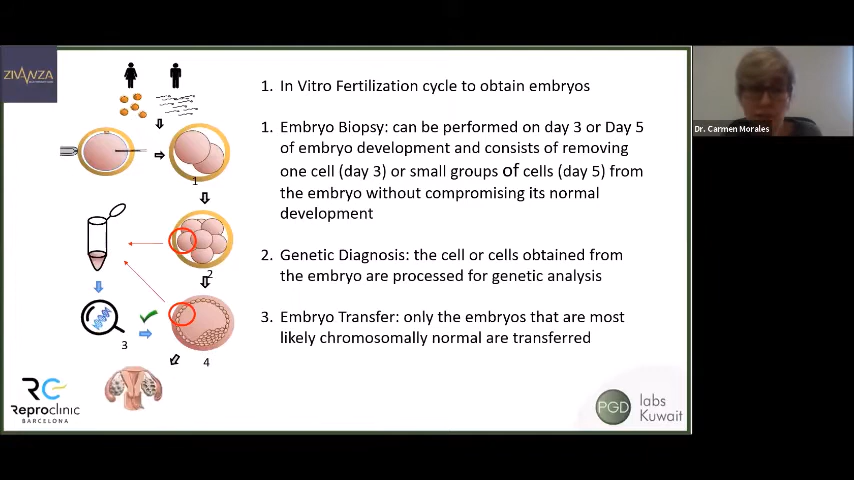 ZIVANZA
1. In Vitro Fertilization cycle to obtain embryos
1. Embryo Biopsy: can be performed on day 3 or Day 5
of embryo development and consists of removing
one cell (day 3) or small groups of cells (day 5) from
the embryo without compromising its normal
development
2. Genetic Diagnosis: the cell or cells obtained from
the embryo are processed for genetic analysis
3. Embryo Transfer: only the embryos that are most
likely chromosomally normal are transferred
1
2
3
4
RC
Reproclinic
BARCELONA
PGD
labs
Kuwait
Dr. Carmen Morales